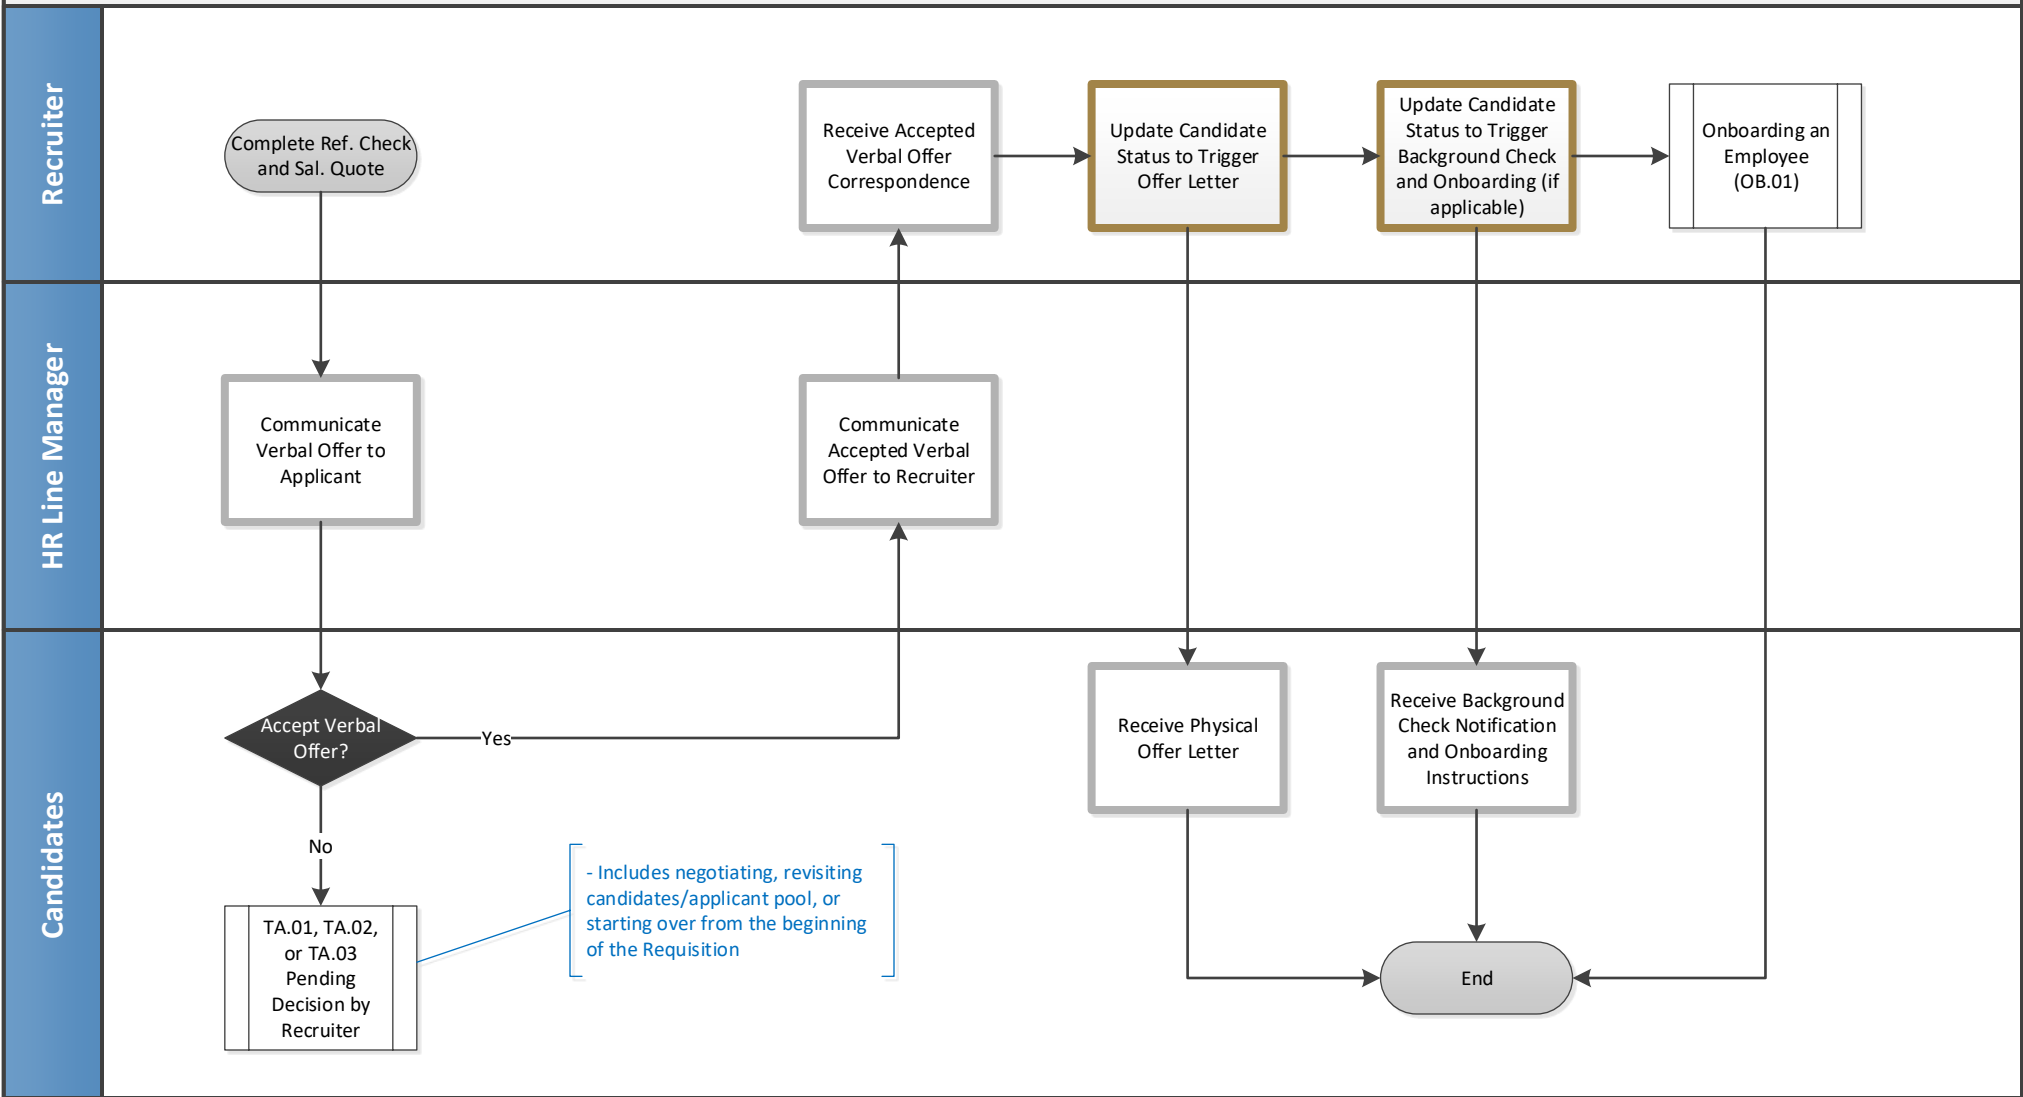 Recruiter
Complete Ref. Check
and Sal. Quote
Receive Accepted
Verbal Offer
Correspondence
Update Candidate
Status to Trigger
Offer Letter
Update Candidate
Status to Trigger
Background Check
and Onboarding (if
applicable)
Onboarding an
Employee
(OB.01)
HR Line Manager
Communicate
Verbal Offer to
Applicant
Communicate
Accepted Verbal
Offer to Recruiter
Candidates
Accept Verbal
Offer?
Yes
No
TA.01, TA.02,
or TA.03
Pending
Decision by
Recruiter
- Includes negotiating, revisiting
candidates/applicant pool, or
starting over from the beginning
of the Requisition
Receive Physical
Offer Letter
Receive Background
Check Notification
and Onboarding
Instructions
End